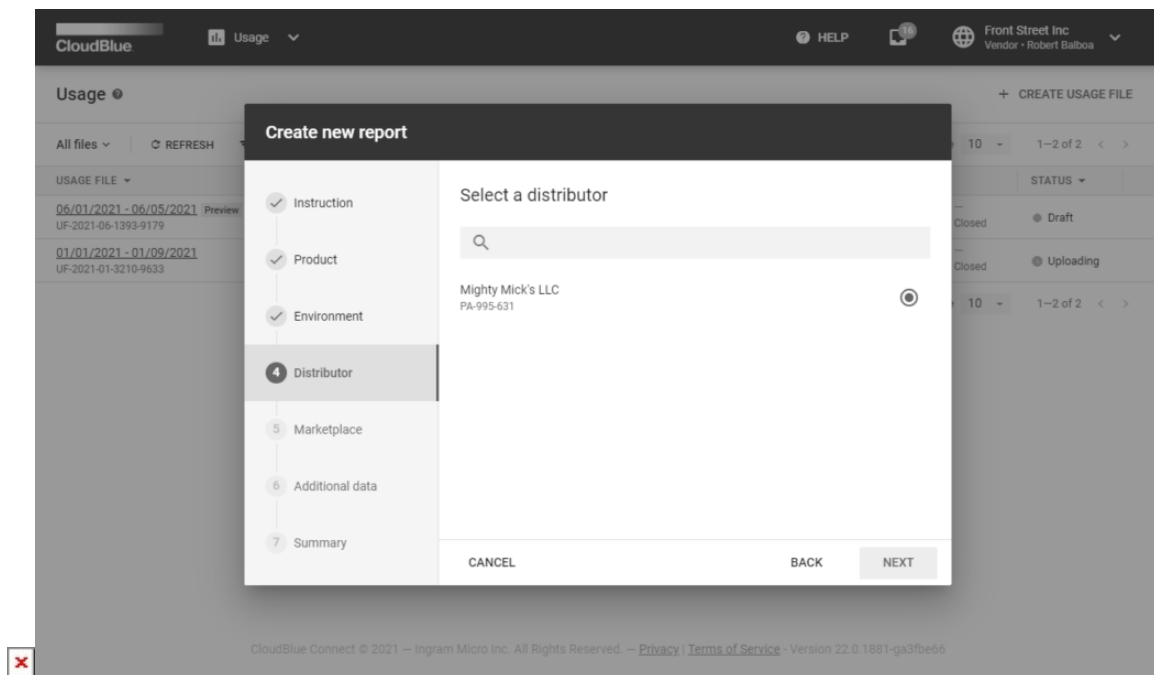 CloudBlue
Usage
HELP
16
Front Street Inc
Vendor • Robert Balboa
Usage
+ CREATE USAGE FILE
All files
REFRESH
10
1–2 of 2
USAGE FILE
STATUS
06/01/2021 - 06/05/2021 Preview
UF-2021-06-1393-9179
—
Closed
Draft
01/01/2021 - 01/09/2021
UF-2021-01-3210-9633
—
Closed
Uploading
10
1–2 of 2
Create new report
Instruction
Product
Environment
4 Distributor
5 Marketplace
6 Additional data
7 Summary
Select a distributor
Mighty Mick's LLC
PA-995-631
CANCEL
BACK
NEXT
CloudBlue Connect © 2021 — Ingram Micro Inc. All Rights Reserved. — Privacy | Terms of Service - Version 22.0.1881-ga3fbe66